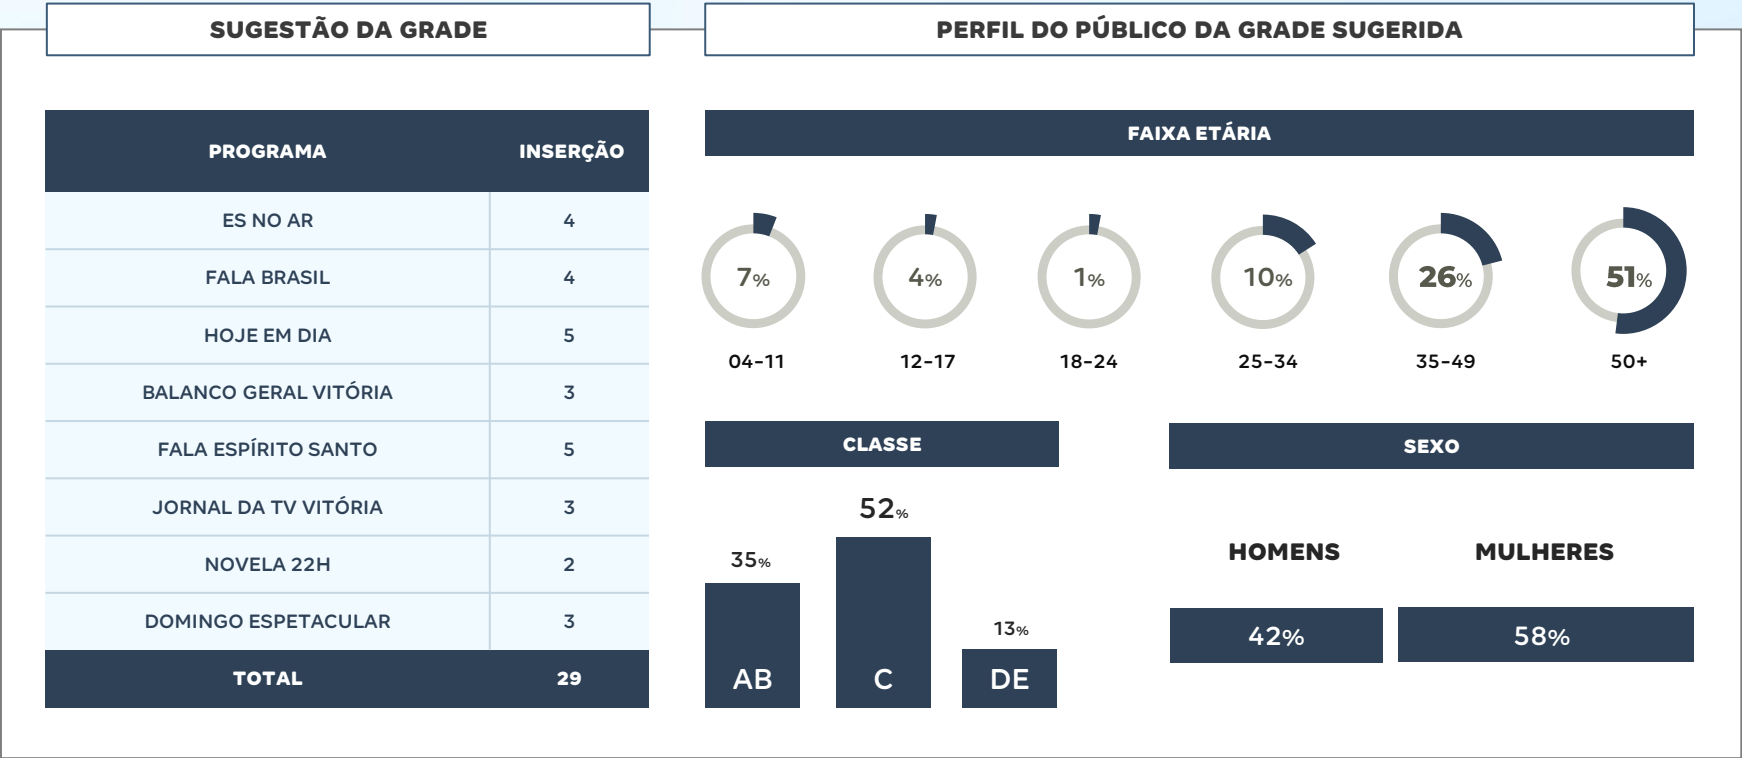 SUGESTÃO DA GRADE
PROGRAMA INSERÇÃO
ES NO AR 4
FALA BRASIL 4
HOJE EM DIA 5
BALANCO GERAL VITÓRIA 3
FALA ESPÍRITO SANTO 5
JORNAL DA TV VITÓRIA 3
NOVELA 22H 2
DOMINGO ESPETACULAR 3
TOTAL 29
PERFIL DO PÚBLICO DA GRADE SUGERIDA
FAIXA ETÁRIA
7% 4% 1% 10% 26% 51%
04-11 12-17 18-24 25-34 35-49 50+
CLASSE
35% 52% 13%
AB C DE
SEXO
HOMENS MULHERES
42% 58%